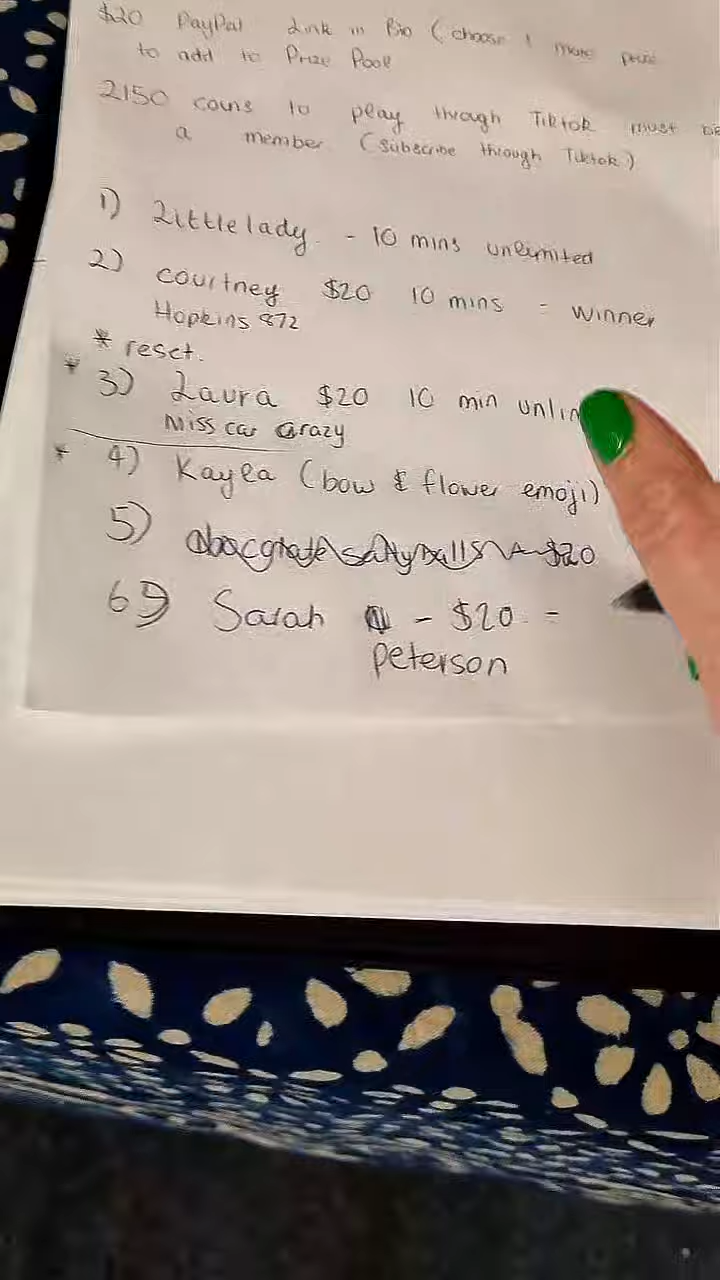 $20 PayPal Link in Bio (choose 1 more prize
to add to Prize Pool
2150 coins to play through Tiktok must be
a member (subscribe through Tiktok)
1) Littlelady - 10 mins unlimited
2) courtney $20 10 mins = winner
Hopkins 872
* reset.
* 3) Laura $20 10 min unlim
Miss car crazy
* 4) Kayla (bow & flower emoji)
5) $20
6) Sarah - $20 =
peterson